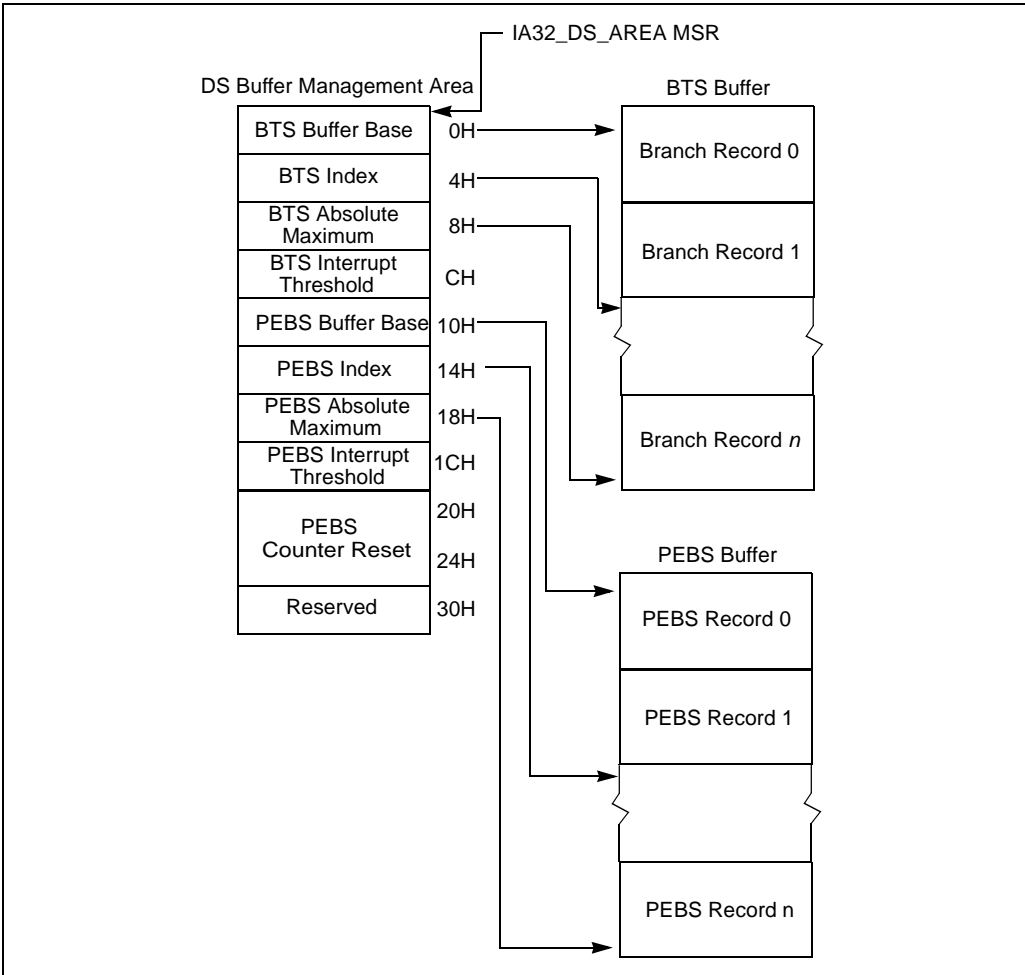 IA32_DS_AREA MSR
DS Buffer Management Area
BTS Buffer Base
0H
BTS Index
4H
BTS Absolute
Maximum
8H
BTS Interrupt
Threshold
CH
PEBS Buffer Base
10H
PEBS Index
14H
PEBS Absolute
Maximum
18H
PEBS Interrupt
Threshold
1CH
PEBS
Counter Reset
20H
24H
Reserved
30H
BTS Buffer
Branch Record 0
Branch Record 1
Branch Record n
PEBS Buffer
PEBS Record 0
PEBS Record 1
PEBS Record n